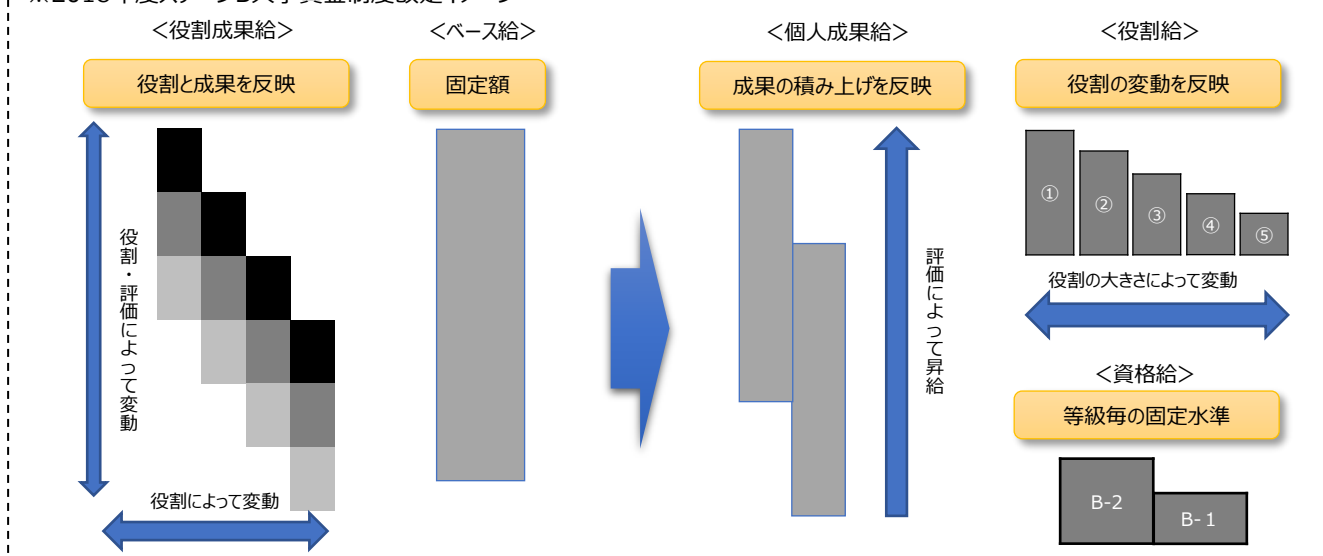 ＜役割成果給＞
役割と成果を反映
役割・評価によって変動
役割によって変動
＜ベース給＞
固定額
＜個人成果給＞
成果の積み上げを反映
評価によって昇給
＜役割給＞
役割の変動を反映
①
②
③
④
⑤
役割の大きさによって変動
＜資格給＞
等級毎の固定水準
B-2
B-1